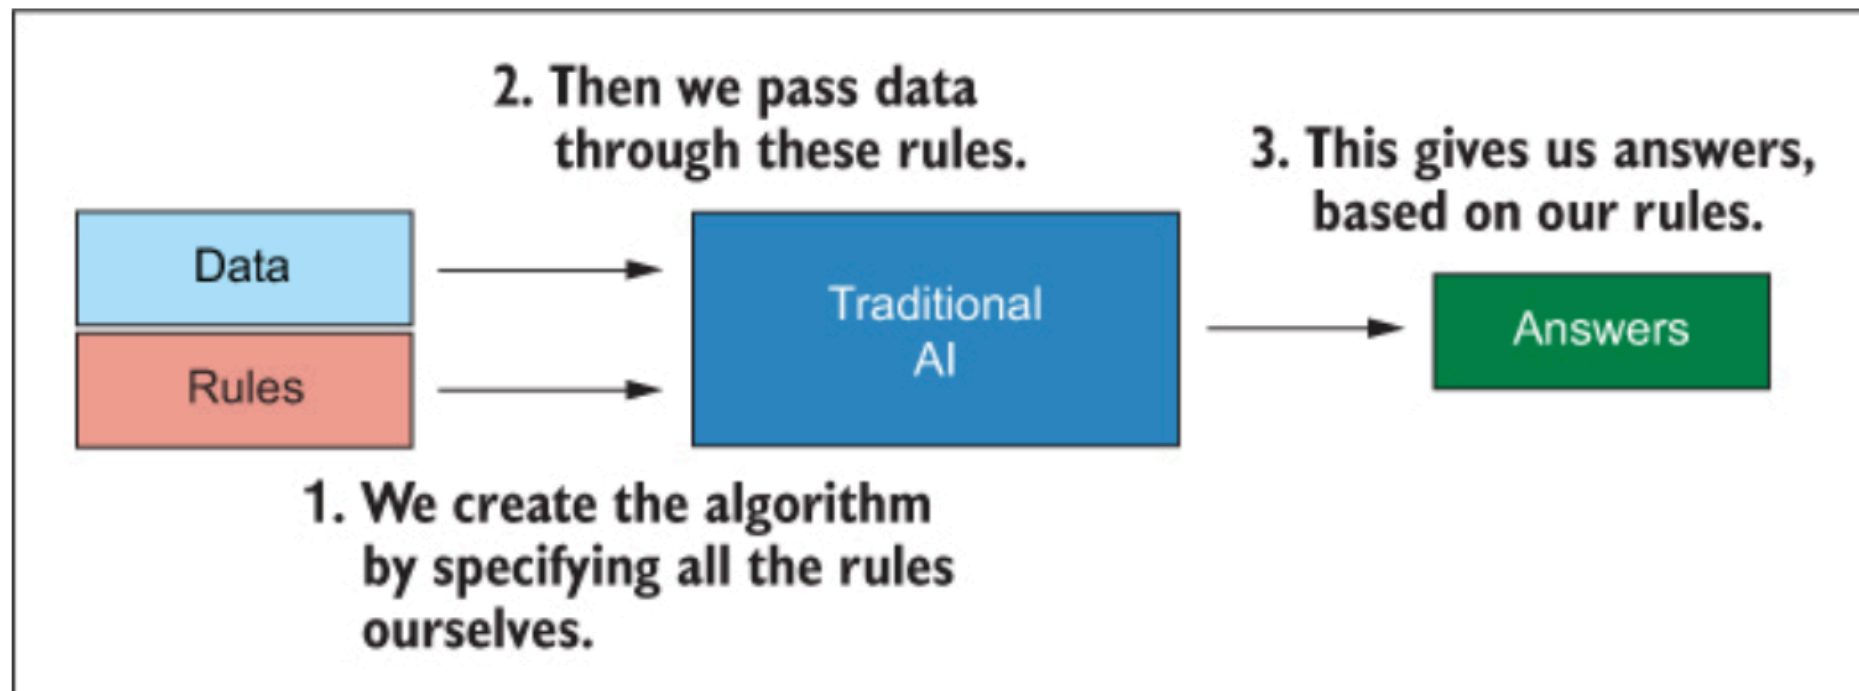 2. Then we pass data
through these rules.
3. This gives us answers,
based on our rules.
Data
Rules
Traditional
AI
Answers
1. We create the algorithm
by specifying all the rules
ourselves.